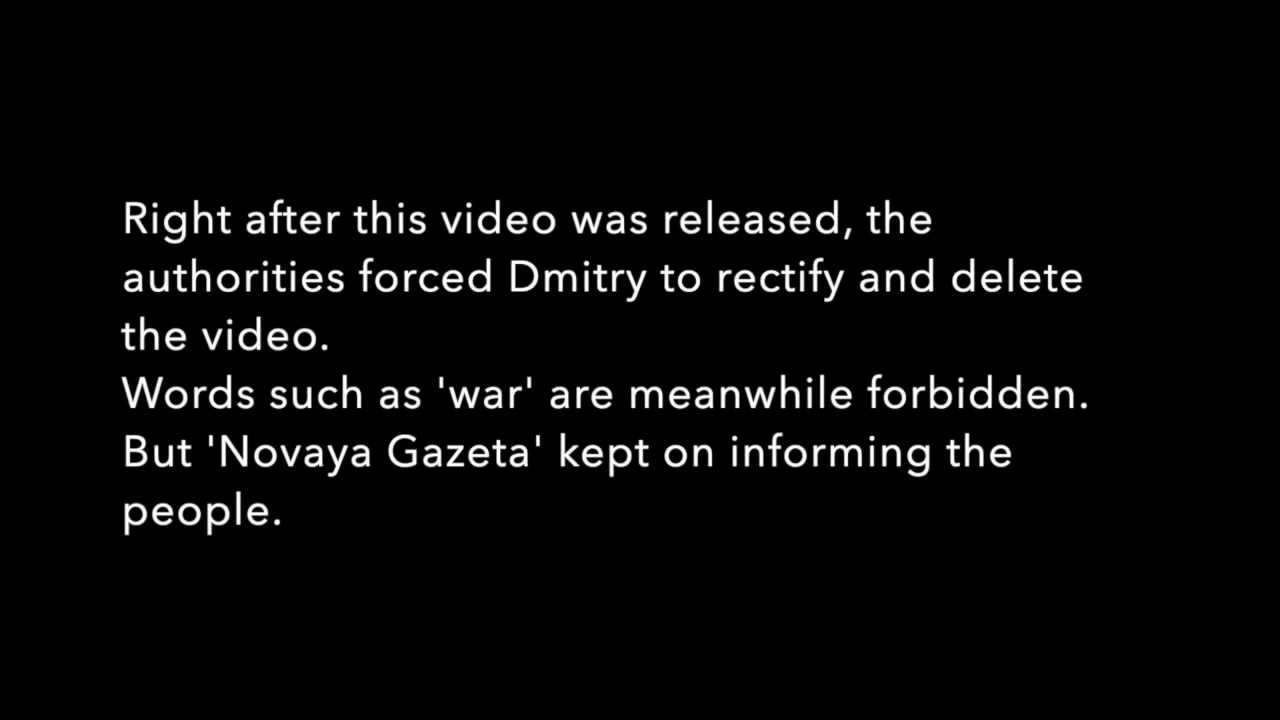 Right after this video was released, the
authorities forced Dmitry to rectify and delete
the video.
Words such as 'war' are meanwhile forbidden.
But 'Novaya Gazeta' kept on informing the
people.